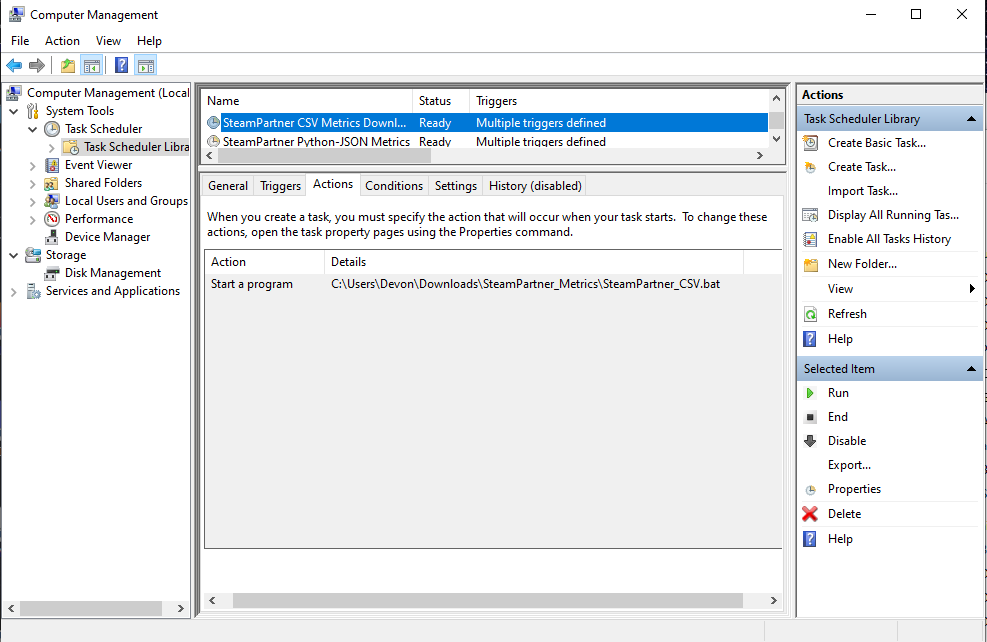 Computer Management
File Action View Help
Computer Management (Local
System Tools
Task Scheduler
Task Scheduler Libra
Event Viewer
Shared Folders
Local Users and Groups
Performance
Device Manager
Storage
Disk Management
Services and Applications
Name Status Triggers
SteamPartner CSV Metrics Downl... Ready Multiple triggers defined
SteamPartner Python-JSON Metrics Ready Multiple triggers defined
General Triggers Actions Conditions Settings History (disabled)
When you create a task, you must specify the action that will occur when your task starts. To change these
actions, open the task property pages using the Properties command.
Action Details
Start a program C:\Users\Devon\Downloads\SteamPartner_Metrics\SteamPartner_CSV.bat
Actions
Task Scheduler Library
Create Basic Task...
Create Task...
Import Task...
Display All Running Tas...
Enable All Tasks History
New Folder...
View
Refresh
Help
Selected Item
Run
End
Disable
Export...
Properties
Delete
Help